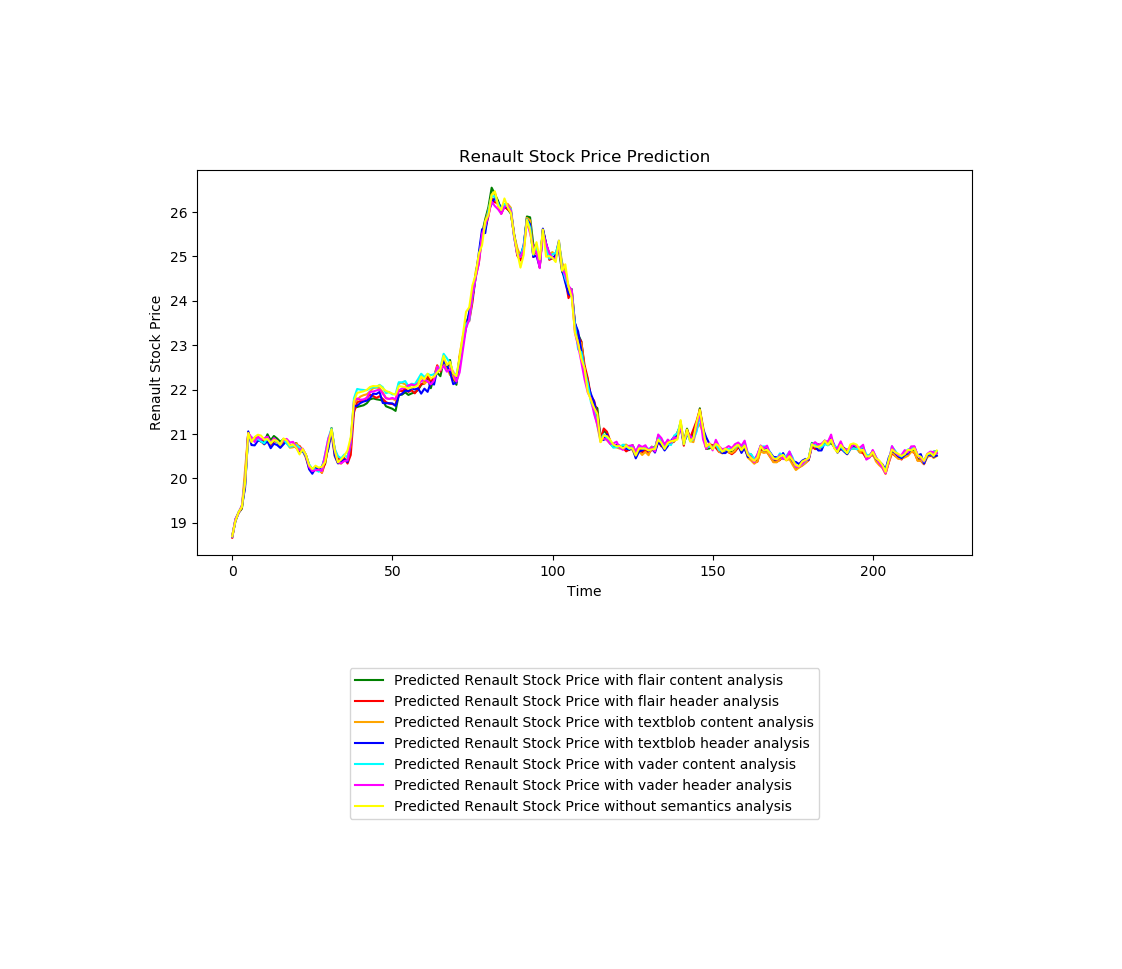 Renault Stock Price Prediction
Renault Stock Price
26
25
24
23
22
21
20
19
0 50 100 150 200
Time
Predicted Renault Stock Price with flair content analysis
Predicted Renault Stock Price with flair header analysis
Predicted Renault Stock Price with textblob content analysis
Predicted Renault Stock Price with textblob header analysis
Predicted Renault Stock Price with vader content analysis
Predicted Renault Stock Price with vader header analysis
Predicted Renault Stock Price without semantics analysis